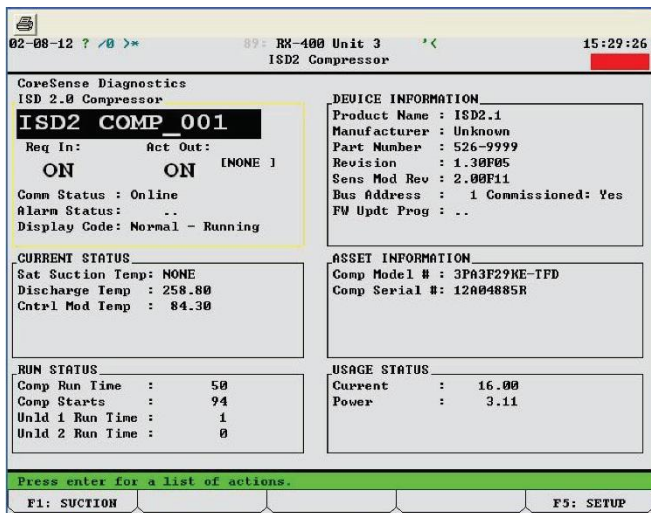 02-08-12 ? /0 >* 89: RX-400 Unit 3 '< 15:29:26
ISD2 Compressor
CoreSense Diagnostics
ISD 2.0 Compressor
ISD2 COMP_001
Req In: Act Out:
ON ON [NONE ]
Comm Status : Online
Alarm Status: ..
Display Code: Normal - Running
DEVICE INFORMATION
Product Name : ISD2.1
Manufacturer : Unknown
Part Number : 526-9999
Revision : 1.30F05
Sens Mod Rev : 2.00F11
Bus Address : 1 Commissioned: Yes
FW Updt Prog : ..
CURRENT STATUS
Sat Suction Temp: NONE
Discharge Temp : 258.80
Cntrl Mod Temp : 84.30
ASSET INFORMATION
Comp Model # : 3PA3F29KE-TFD
Comp Serial #: 12A04885R
RUN STATUS
Comp Run Time : 50
Comp Starts : 94
Unld 1 Run Time : 1
Unld 2 Run Time : 0
USAGE STATUS
Current : 16.00
Power : 3.11
Press enter for a list of actions.
F1: SUCTION F5: SETUP